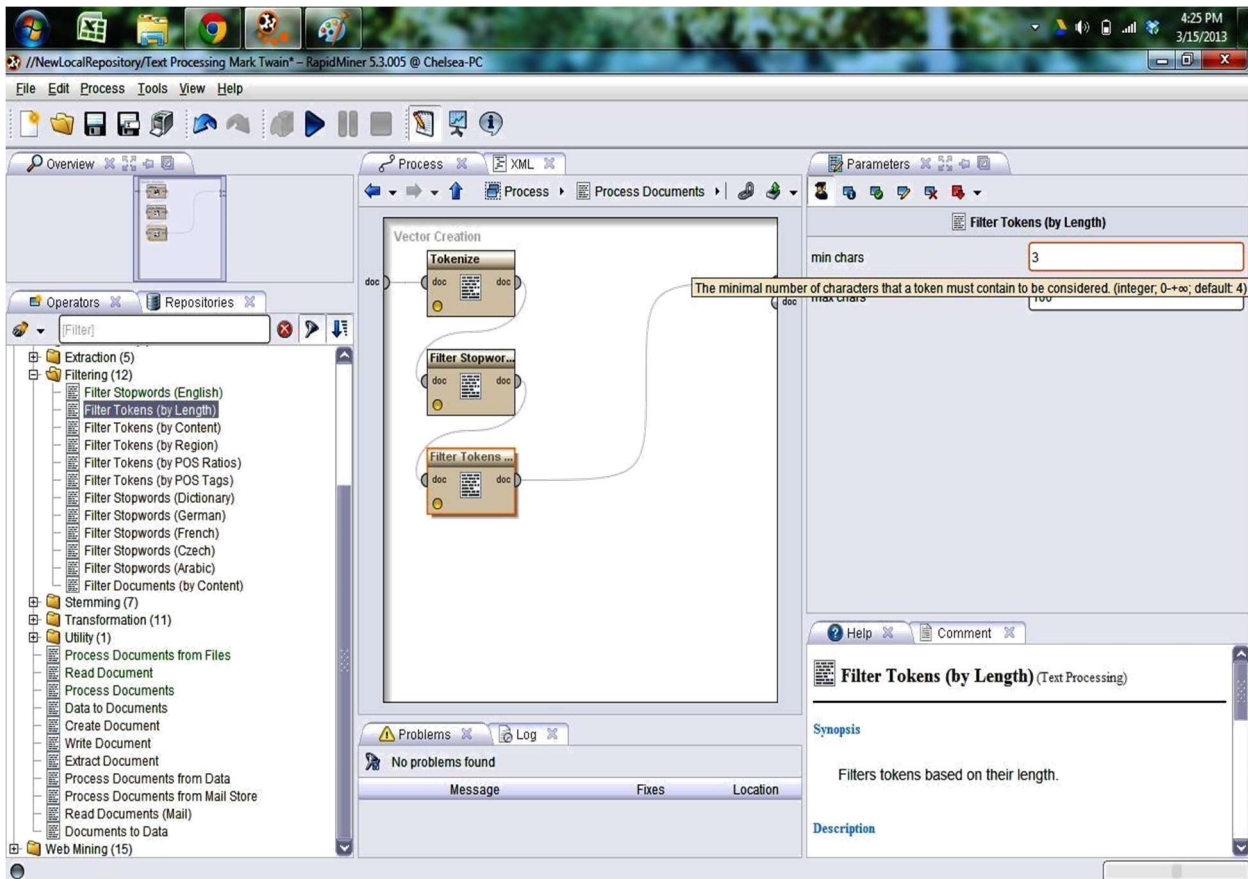 4:25 PM
3/15/2013
//NewLocalRepository/Text Processing Mark Twain* – RapidMiner 5.3.005 @ Chelsea-PC
File Edit Process Tools View Help
Overview
Process
XML
Parameters
Process
Process Documents
Filter Tokens (by Length)
min chars
3
The minimal number of characters that a token must contain to be considered. (integer; 0-+∞; default: 4)
Vector Creation
Tokenize
doc
doc
doc
doc
Filter Stopwor...
doc
doc
Filter Tokens ...
doc
doc
Operators
Repositories
[Filter]
Extraction (5)
Filtering (12)
Filter Stopwords (English)
Filter Tokens (by Length)
Filter Tokens (by Content)
Filter Tokens (by Region)
Filter Tokens (by POS Ratios)
Filter Tokens (by POS Tags)
Filter Stopwords (Dictionary)
Filter Stopwords (German)
Filter Stopwords (French)
Filter Stopwords (Czech)
Filter Stopwords (Arabic)
Filter Documents (by Content)
Stemming (7)
Transformation (11)
Utility (1)
Process Documents from Files
Read Document
Process Documents
Data to Documents
Create Document
Write Document
Extract Document
Process Documents from Data
Process Documents from Mail Store
Read Documents (Mail)
Documents to Data
Web Mining (15)
Problems
Log
No problems found
Message Fixes Location
Help
Comment
Filter Tokens (by Length) (Text Processing)
Synopsis
Filters tokens based on their length.
Description